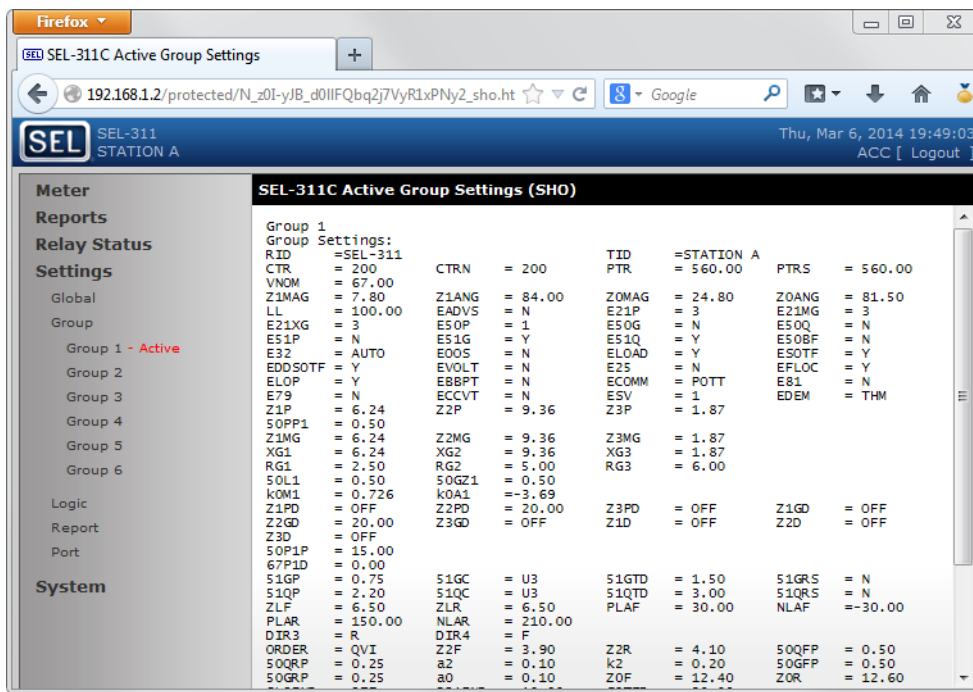 Firefox
SEL SEL-311C Active Group Settings
192.168.1.2/protected/N_z0I-yJB_d0IIFQbq2j7VyR1xPNy2_sho.ht
8 Google
SEL
SEL-311
STATION A
Thu, Mar 6, 2014 19:49:03
ACC [ Logout ]
Meter
Reports
Relay Status
Settings
Global
Group
Group 1 - Active
Group 2
Group 3
Group 4
Group 5
Group 6
Logic
Report
Port
System
SEL-311C Active Group Settings (SHO)
Group 1
Group Settings:
RID =SEL-311 TID =STATION A
CTR = 200 CTRN = 200 PTR = 560.00 PTRS = 560.00
VNOM = 67.00
Z1MAG = 7.80 Z1ANG = 84.00 Z0MAG = 24.80 Z0ANG = 81.50
LL = 100.00 EADVS = N E21P = 3 E21MG = 3
E21XG = 3 E50P = 1 E50G = N E50Q = N
E51P = N E51G = Y E51Q = Y E50BF = N
E32 = AUTO EOOS = N ELOAD = Y ESOTF = Y
EDDSOTF = Y EVOLT = N E25 = N EFLOC = Y
ELOP = Y EBBPT = N ECOMM = POTT E81 = N
E79 = N ECCVT = N ESV = 1 EDEM = THM
Z1P = 6.24 Z2P = 9.36 Z3P = 1.87
50PP1 = 0.50
Z1MG = 6.24 Z2MG = 9.36 Z3MG = 1.87
XG1 = 6.24 XG2 = 9.36 XG3 = 1.87
RG1 = 2.50 RG2 = 5.00 RG3 = 6.00
50L1 = 0.50 50GZ1 = 0.50
k0M1 = 0.726 k0A1 =-3.69
Z1PD = OFF Z2PD = 20.00 Z3PD = OFF Z1GD = OFF
Z2GD = 20.00 Z3GD = OFF Z1D = OFF Z2D = OFF
Z3D = OFF
50P1P = 15.00
67P1D = 0.00
51GP = 0.75 51GC = U3 51GTD = 1.50 51GRS = N
51QP = 2.20 51QC = U3 51QTD = 3.00 51QRS = N
ZLF = 6.50 ZLR = 6.50 PLAF = 30.00 NLAF =-30.00
PLAR = 150.00 NLAR = 210.00
DIR3 = R DIR4 = F
ORDER = QVI Z2F = 3.90 Z2R = 4.10 50QFP = 0.50
50QRP = 0.25 a2 = 0.10 k2 = 0.20 50GFP = 0.50
50GRP = 0.25 a0 = 0.10 Z0F = 12.40 Z0R = 12.60